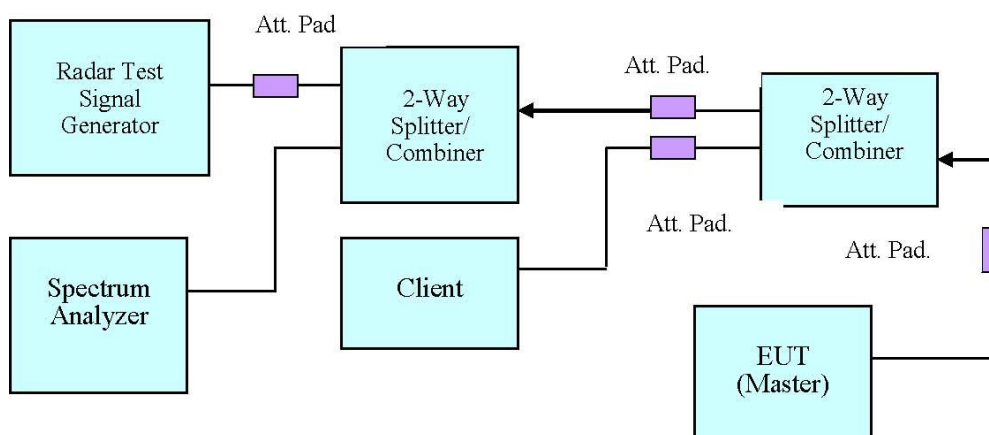 Att. Pad
Radar Test
Signal
Generator
2-Way
Splitter/
Combiner
Att. Pad.
2-Way
Splitter/
Combiner
Att. Pad.
Att. Pad.
Spectrum
Analyzer
Client
EUT
(Master)